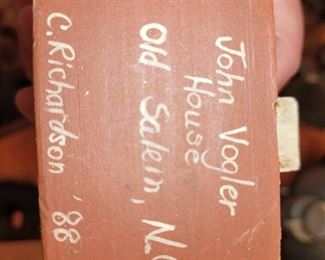 John Vogler
House
Old Salem, N.C
C. Richardson '88